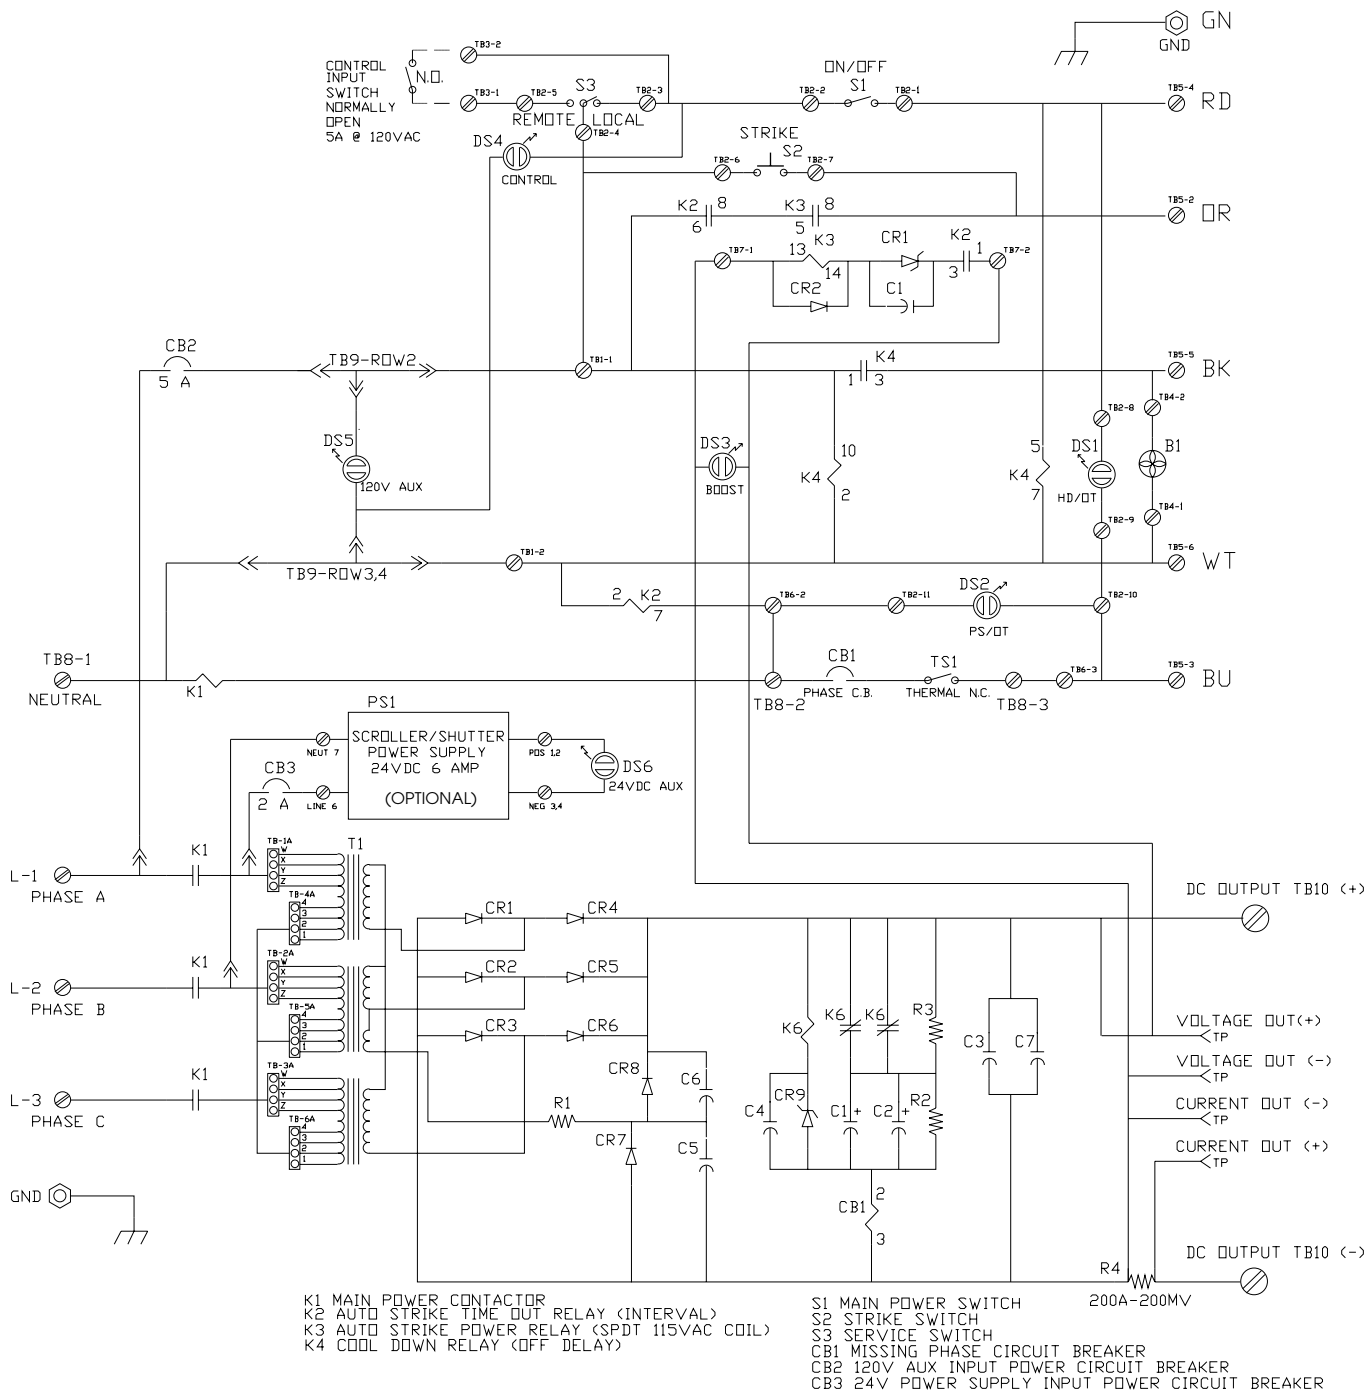 GN
GND
TB3-2
CONTROL
INPUT
SWITCH
NORMALLY
OPEN
5A @ 120VAC
N.O.
TB3-1
TB2-5
S3
TB2-3
REMOTE
LOCAL
TB2-4
ON/OFF
S1
TB2-2
TB2-1
TB5-4
RD
DS4
CONTROL
STRIKE
S2
TB2-6
TB2-7
K2
8
6
K3
8
5
TB5-2
OR
TB7-1
13
K3
14
CR1
K2
1
3
TB7-2
CR2
C1
CB2
5 A
TB9-ROW2
TB1-1
K4
1
3
TB5-5
BK
TB4-2
TB2-8
DS5
120V AUX
DS3
BOOST
10
K4
2
5
K4
7
DS1
HD/OT
B1
TB4-1
TB2-9
TB9-ROW3,4
TB1-2
TB5-6
WT
2
K2
7
TB6-2
TB2-11
DS2
PS/OT
TB2-10
TB8-1
NEUTRAL
K1
TB8-2
CB1
PHASE C.B.
TS1
THERMAL N.C.
TB8-3
TB6-3
TB5-3
BU
PS1
SCROLLER/SHUTTER
POWER SUPPLY
24VDC 6 AMP
(OPTIONAL)
NEUT 7
LINE 6
POS 1,2
NEG 3,4
DS6
24VDC AUX
CB3
2 A
L-1
PHASE A
K1
TB-1A
W
X
Y
Z
T1
TB-4A
4
3
2
1
DC OUTPUT TB10 (+)
CR1
CR4
L-2
PHASE B
K1
TB-2A
W
X
Y
Z
TB-5A
4
3
2
1
CR2
CR5
CR3
CR6
K6
K6
K6
R3
C3
C7
VOLTAGE OUT(+)
TP
VOLTAGE OUT (-)
TP
L-3
PHASE C
K1
TB-3A
W
X
Y
Z
TB-6A
4
3
2
1
CR8
C6
R1
CR7
C5
C4
CR9
C1
+
C2
+
R2
CURRENT OUT (-)
TP
CURRENT OUT (+)
TP
GND
CB1
2
3
DC OUTPUT TB10 (-)
R4
200A-200MV
K1 MAIN POWER CONTACTOR
K2 AUTO STRIKE TIME OUT RELAY (INTERVAL)
K3 AUTO STRIKE POWER RELAY (SPDT 115VAC COIL)
K4 COOL DOWN RELAY (OFF DELAY)
S1 MAIN POWER SWITCH
S2 STRIKE SWITCH
S3 SERVICE SWITCH
CB1 MISSING PHASE CIRCUIT BREAKER
CB2 120V AUX INPUT POWER CIRCUIT BREAKER
CB3 24V POWER SUPPLY INPUT POWER CIRCUIT BREAKER